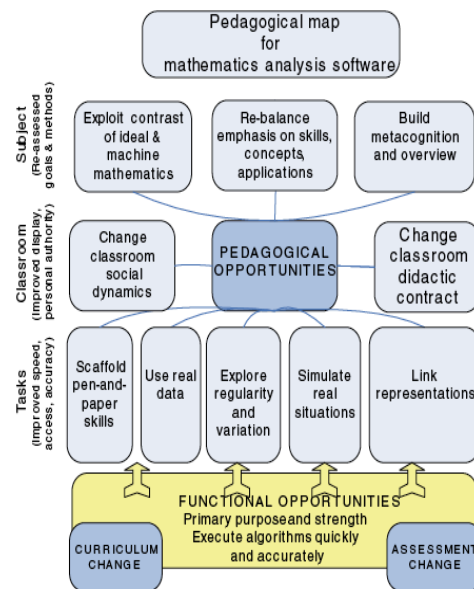 Pedagogical map
for
mathematics analysis software
Subject
(Re-assessed
goals & methods)
Exploit contrast
of ideal &
machine
mathematics
Re-balance
emphasis on skills,
concepts,
applications
Build
metacognition
and overview
Classroom
(Improved display,
personal authority)
Change
classroom
social
dynamics
PEDAGOGICAL
OPPORTUNITIES
Change
classroom
didactic
contract
Tasks
(Improved speed,
access, accuracy)
Scaffold
pen-and-
paper
skills
Use real
data
Explore
regularity
and
variation
Simulate
real
situations
Link
representations
FUNCTIONAL OPPORTUNITIES
Primary purposeand strength
Execute algorithms quickly
and accurately
CURRICULUM
CHANGE
ASSESSMENT
CHANGE